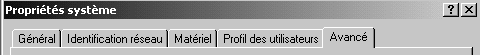 Propriétés système
Général Identification réseau Matériel Profil des utilisateurs Avancé